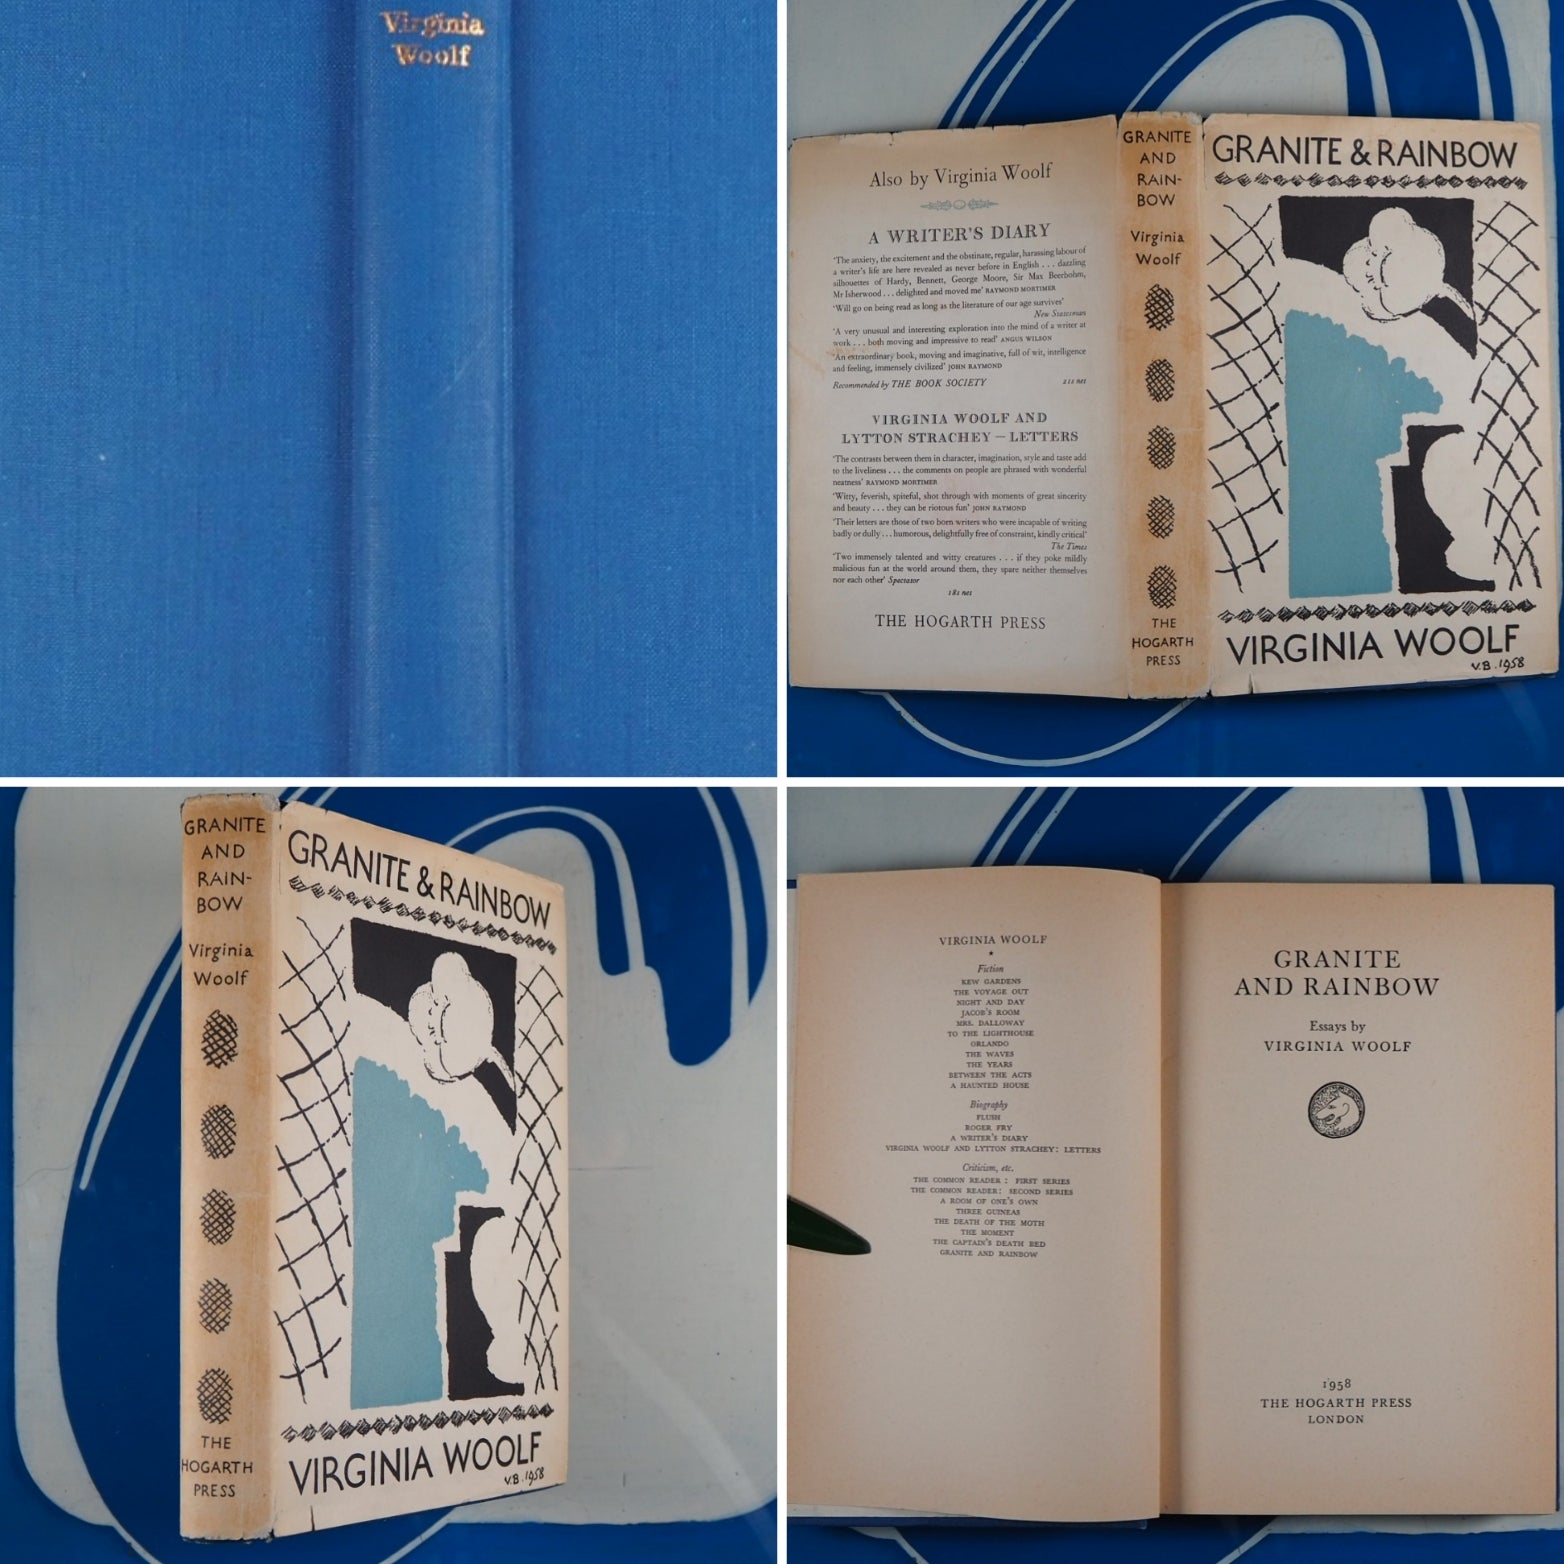 Virginia
Woolf
Also by Virginia Woolf
A WRITER'S DIARY
'The anxiety, the excitement and the obstinate, regular, harassing labour of
a writer's life are here revealed as never before in English . . . dazzling
silhouettes of Hardy, Bennett, George Moore, Sir Max Beerbohm,
Mr Isherwood . . . delighted and moved me' RAYMOND MORTIMER
'Will go on being read as long as the literature of our age survives'
New Statesman
'A very unusual and interesting exploration into the mind of a writer at
work . . . both moving and impressive to read' ANGUS WILSON
'An extraordinary book, moving and imaginative, full of wit, intelligence
and feeling, immensely civilized' JOHN RAYMOND
Recommended by THE BOOK SOCIETY 21s net
VIRGINIA WOOLF AND
LYTTON STRACHEY – LETTERS
'The contrasts between them in character, imagination, style and taste add
to the liveliness . . . the comments on people are phrased with wonderful
neatness' RAYMOND MORTIMER
'Witty, feverish, spiteful, shot through with moments of great sincerity
and beauty . . . they can be riotous fun' JOHN RAYMOND
'Their letters are those of two born writers who were incapable of writing
badly or dully . . . humorous, delightfully free of constraint, kindly critical'
The Times
'Two immensely talented and witty creatures . . . if they poke mildly
malicious fun at the world around them, they spare neither themselves
nor each other' Spectator
18s net
THE HOGARTH PRESS
GRANITE
AND
RAIN-
BOW
Virginia
Woolf
THE
HOGARTH
PRESS
GRANITE & RAINBOW
VIRGINIA WOOLF
V.B. 1958
GRANITE
AND
RAIN-
BOW
Virginia
Woolf
THE
HOGARTH
PRESS
GRANITE & RAINBOW
VIRGINIA WOOLF
V.B. 1958
VIRGINIA WOOLF
★
Fiction
KEW GARDENS
THE VOYAGE OUT
NIGHT AND DAY
JACOB'S ROOM
MRS. DALLOWAY
TO THE LIGHTHOUSE
ORLANDO
THE WAVES
THE YEARS
BETWEEN THE ACTS
A HAUNTED HOUSE
Biography
FLUSH
ROGER FRY
A WRITER'S DIARY
VIRGINIA WOOLF AND LYTTON STRACHEY: LETTERS
Criticism, etc.
THE COMMON READER : FIRST SERIES
THE COMMON READER: SECOND SERIES
A ROOM OF ONE'S OWN
THREE GUINEAS
THE DEATH OF THE MOTH
THE MOMENT
THE CAPTAIN'S DEATH BED
GRANITE AND RAINBOW
GRANITE
AND RAINBOW
Essays by
VIRGINIA WOOLF
1958
THE HOGARTH PRESS
LONDON